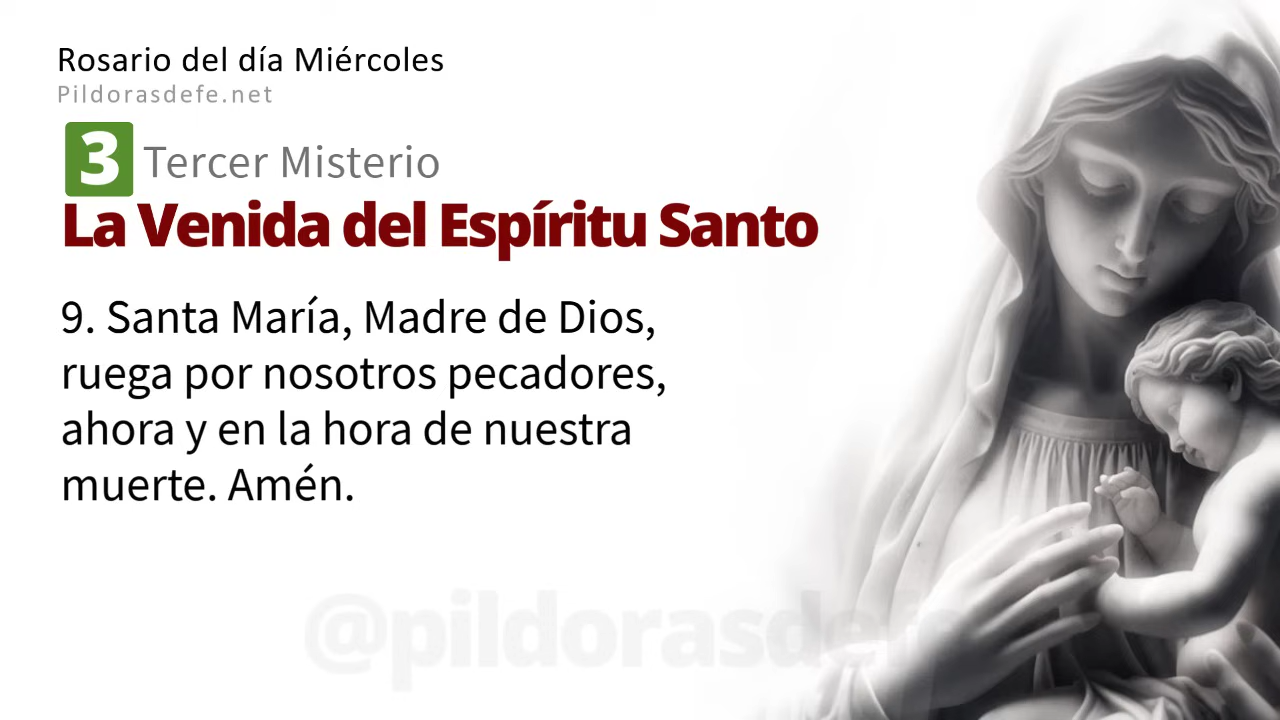 Rosario del día Miércoles
Pildorasdefe.net
3 Tercer Misterio
La Venida del Espíritu Santo
9. Santa María, Madre de Dios,
ruega por nosotros pecadores,
ahora y en la hora de nuestra
muerte. Amén.
@pildorasdefe